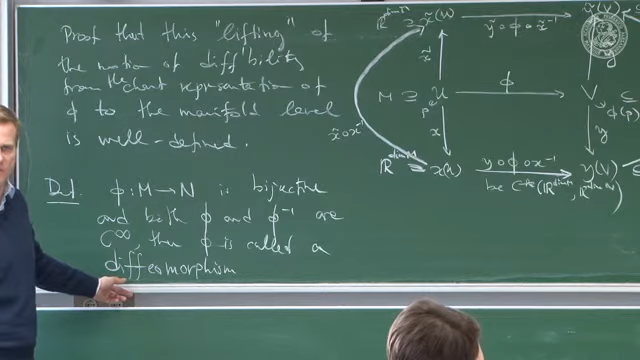 Proof that this "lifting" of
the notion of diff'bility
from the chart representation of
ϕ to the manifold level
is well-defined.
Def. ϕ: M → N is bijective
and both ϕ and ϕ⁻¹ are
C^∞, then ϕ is called a
diffeomorphism
x̃(U)
ỹ∘ϕ∘x̃⁻¹
ỹ(V)
x̃
ỹ
M ⊇ U
ϕ
V ⊆
p
ϕ(p)
x̃∘x⁻¹
x
y
ℝ^dim M ⊇ x(U)
y∘ϕ∘x⁻¹
y(V) ⊆
be C^k(ℝ^dim M, ℝ^dim N)